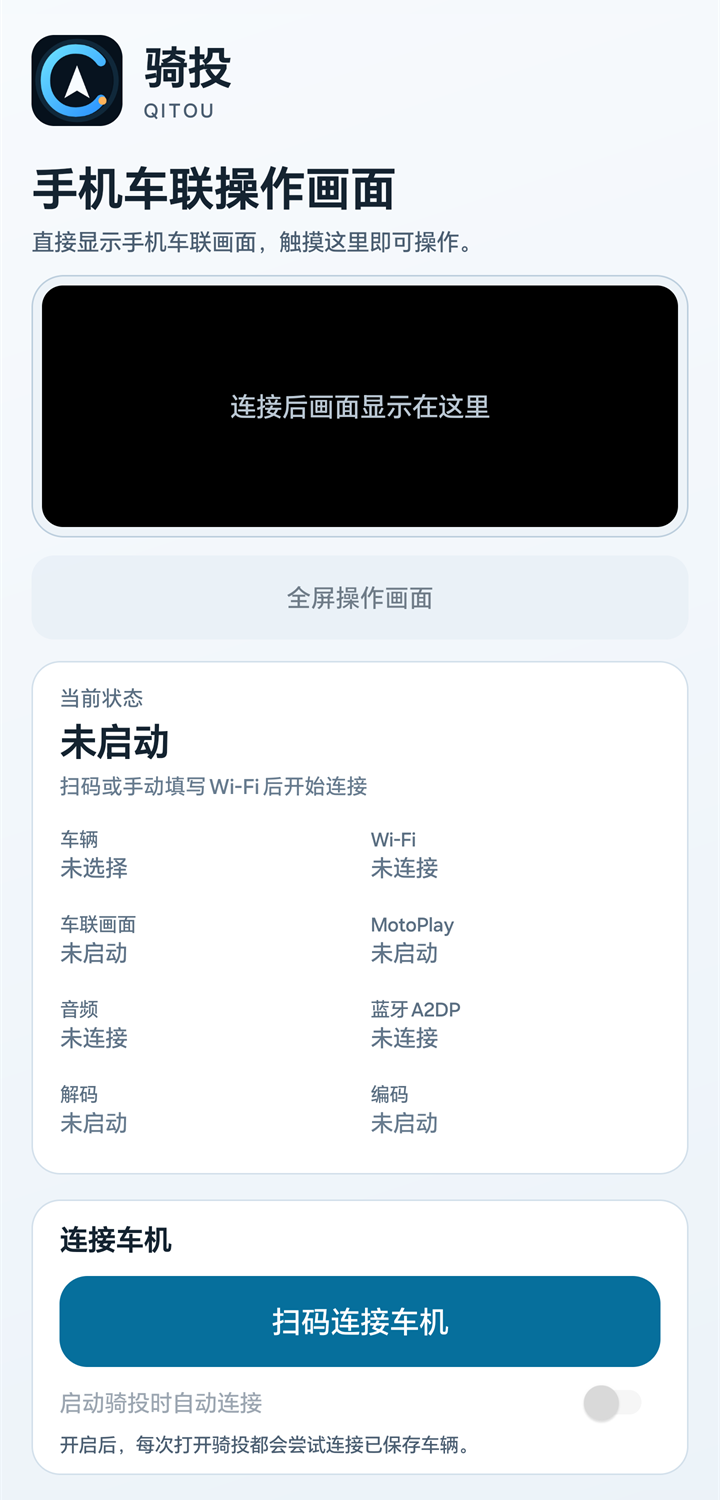 骑投
QITOU
手机车联操作画面
直接显示手机车联画面，触摸这里即可操作。
连接后画面显示在这里
全屏操作画面
当前状态
未启动
扫码或手动填写 Wi-Fi 后开始连接
车辆
未选择
Wi-Fi
未连接
车联画面
未启动
MotoPlay
未启动
音频
未连接
蓝牙 A2DP
未连接
解码
未启动
编码
未启动
连接车机
扫码连接车机
启动骑投时自动连接
开启后，每次打开骑投都会尝试连接已保存车辆。